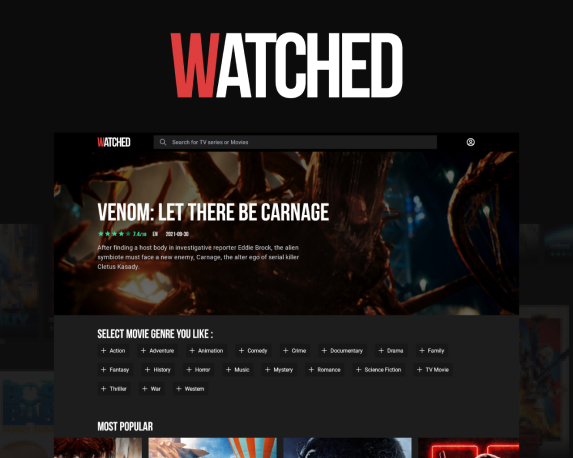 WATCHED
WATCHED
Search for TV series or Movies
VENOM: LET THERE BE CARNAGE
EN 2021-09-30
After finding a host body in investigative reporter Eddie Brock, the alien
symbiote must face a new enemy, Carnage, the alter ego of serial killer
Cletus Kasady.
SELECT MOVIE GENRE YOU LIKE :
+ Action + Adventure + Animation + Comedy + Crime + Documentary + Drama + Family
+ Fantasy + History + Horror + Music + Mystery + Romance + Science Fiction + TV Movie
+ Thriller + War + Western
MOST POPULAR